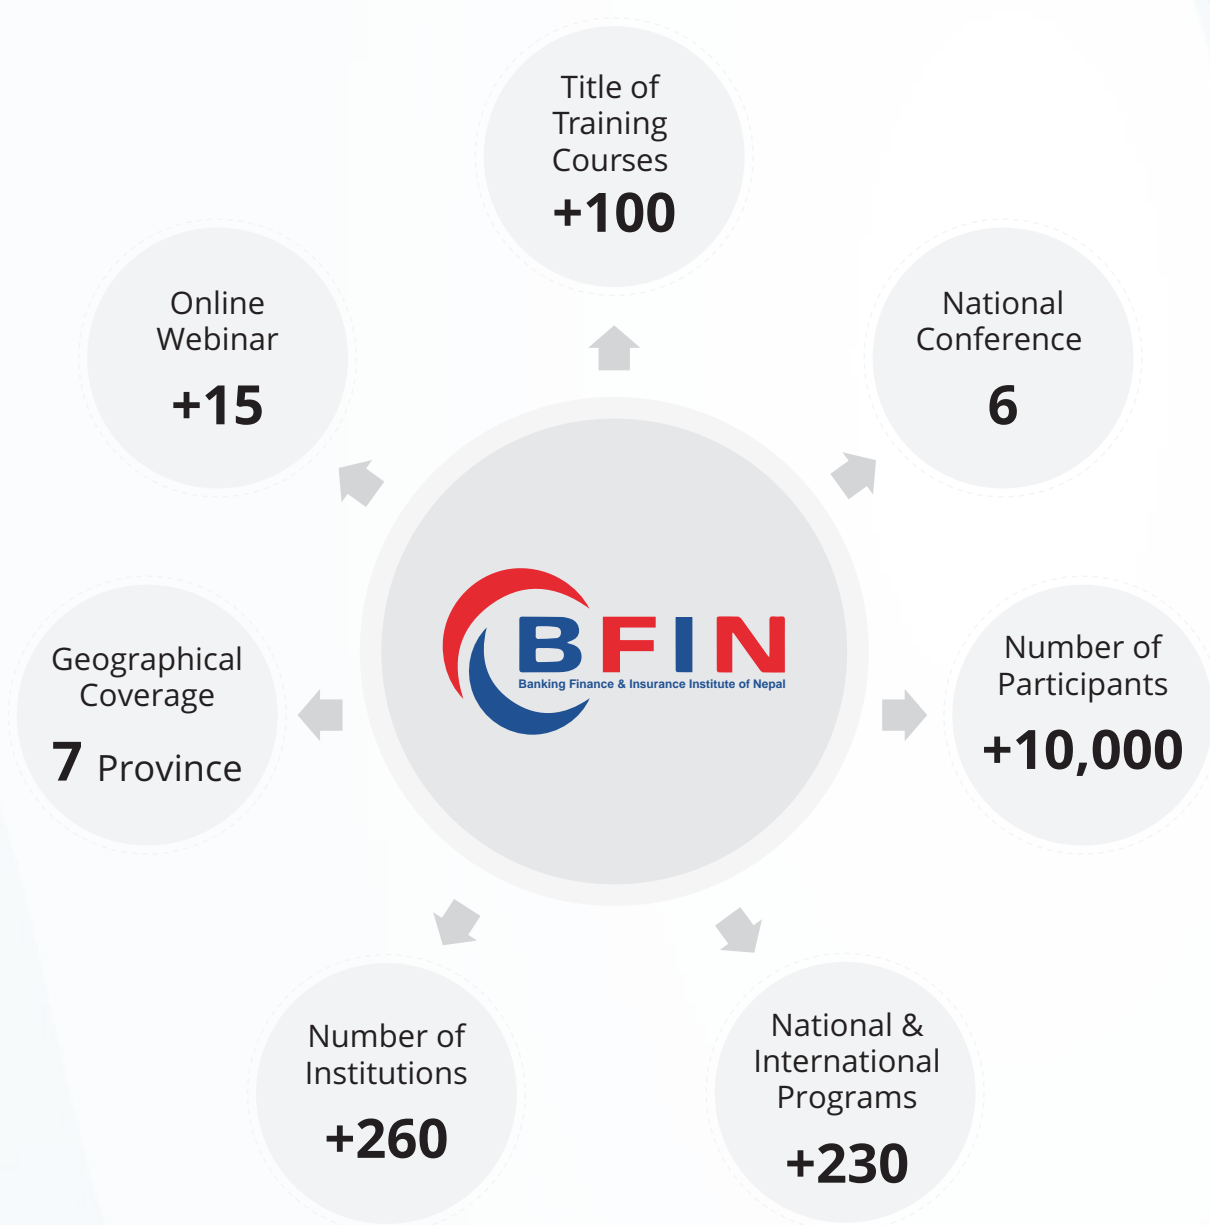 Title of
Training
Courses
+100
Online
Webinar
+15
National
Conference
6
BFIN
Banking Finance & Insurance Institute of Nepal
Geographical
Coverage
7 Province
Number of
Participants
+10,000
Number of
Institutions
+260
National &
International
Programs
+230